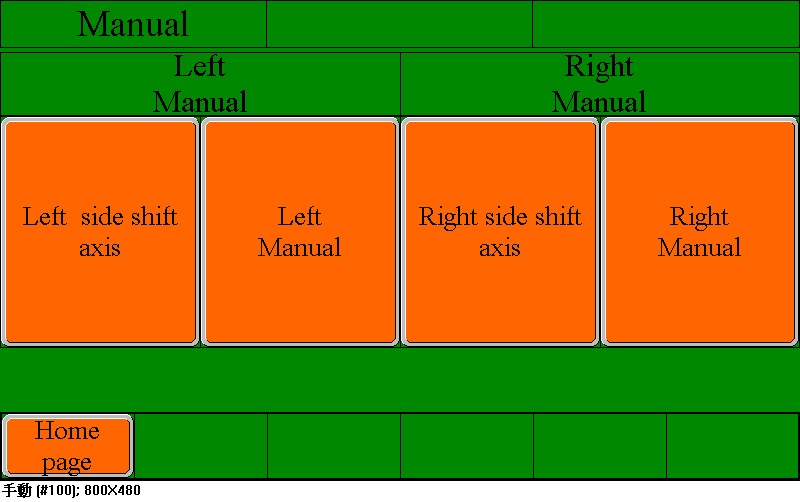 Manual
Left
Manual
Right
Manual
Left  side shift
axis
Left
Manual
Right side shift
axis
Right
Manual
Home
page
手動 (#100); 800X480